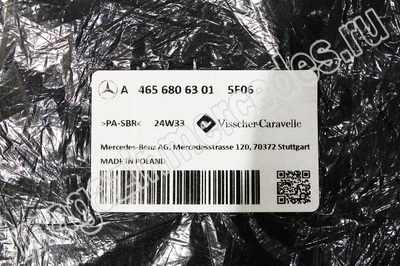 A 465 680 63 01 5F06
>PA-SBR< 24W33 Visscher-Caravelle
Mercedes-Benz AG, Mercedesstrasse 120, 70372 Stuttgart
MADE IN POLAND